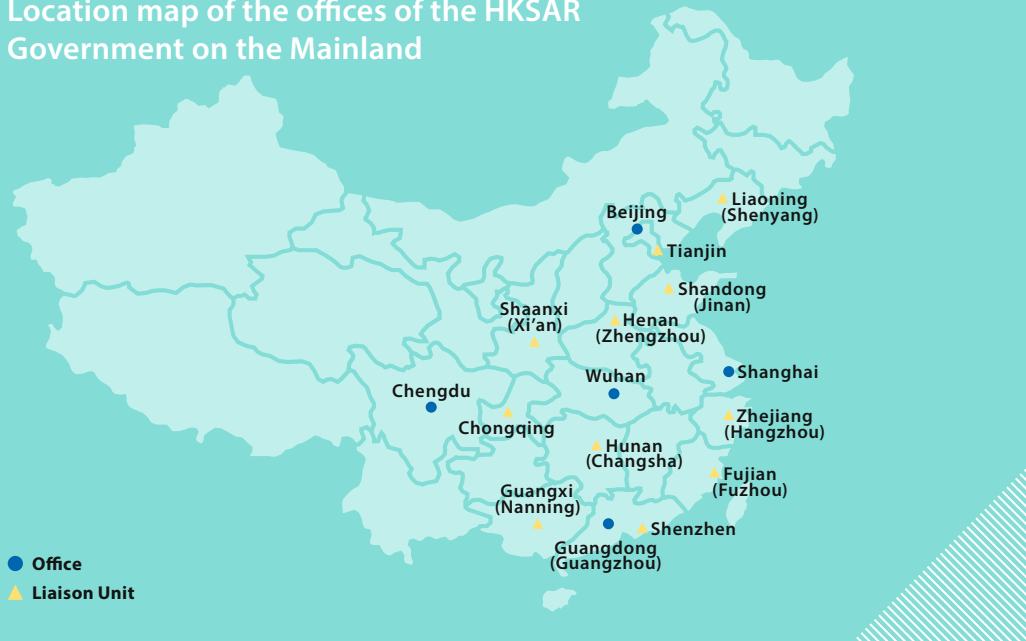 Location map of the offices of the HKSAR
Government on the Mainland
Liaoning
(Shenyang)
Beijing
Tianjin
Shandong
(Jinan)
Shaanxi
(Xi’an)
Henan
(Zhengzhou)
Shanghai
Wuhan
Chengdu
Chongqing
Zhejiang
(Hangzhou)
Hunan
(Changsha)
Fujian
(Fuzhou)
Guangxi
(Nanning)
Shenzhen
Guangdong
(Guangzhou)
Office
Liaison Unit